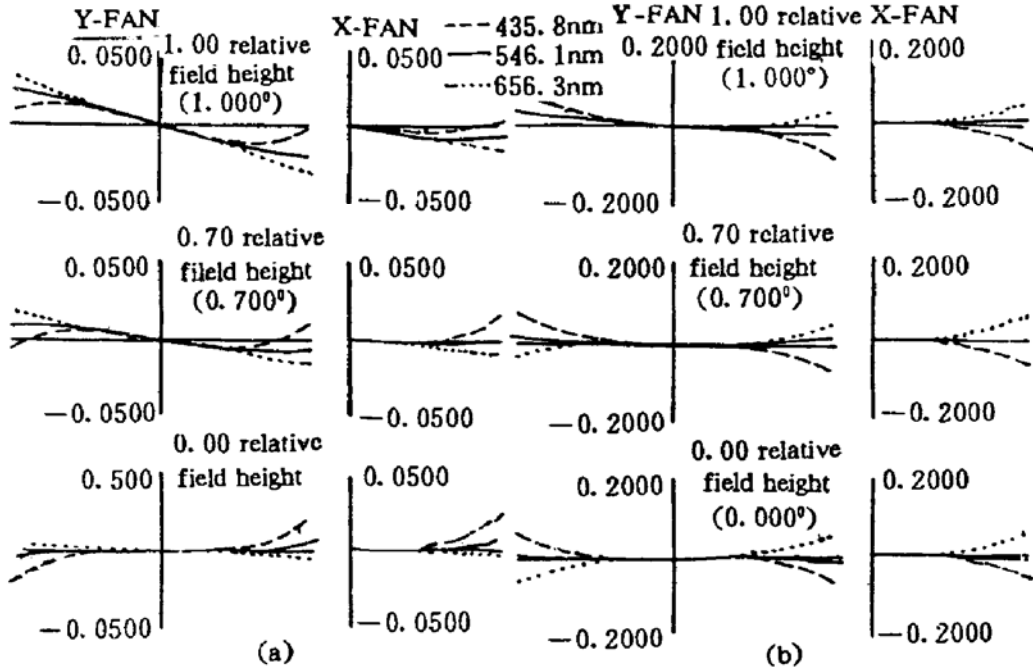 Y-FAN
0.0500
1.00 relative
field height
(1.000⁰)
−0.0500
X-FAN
0.0500
−0.0500
---435.8nm
—546.1nm
······656.3nm
Y-FAN
0.2000
1.00 relative
field height
(1.000°)
−0.2000
X-FAN
0.2000
−0.2000
0.0500
0.70 relative
fileld height
(0.700⁰)
−0.0500
0.0500
−0.0500
0.2000
0.70 relative
field height
(0.700⁰)
−0.2000
0.2000
−0.2000
0.500
0.00 relative
field height
−0.0500
0.0500
−0.0500
0.2000
0.00 relative
field height
(0.000⁰)
−0.2000
0.2000
−0.2000
(a)
(b)